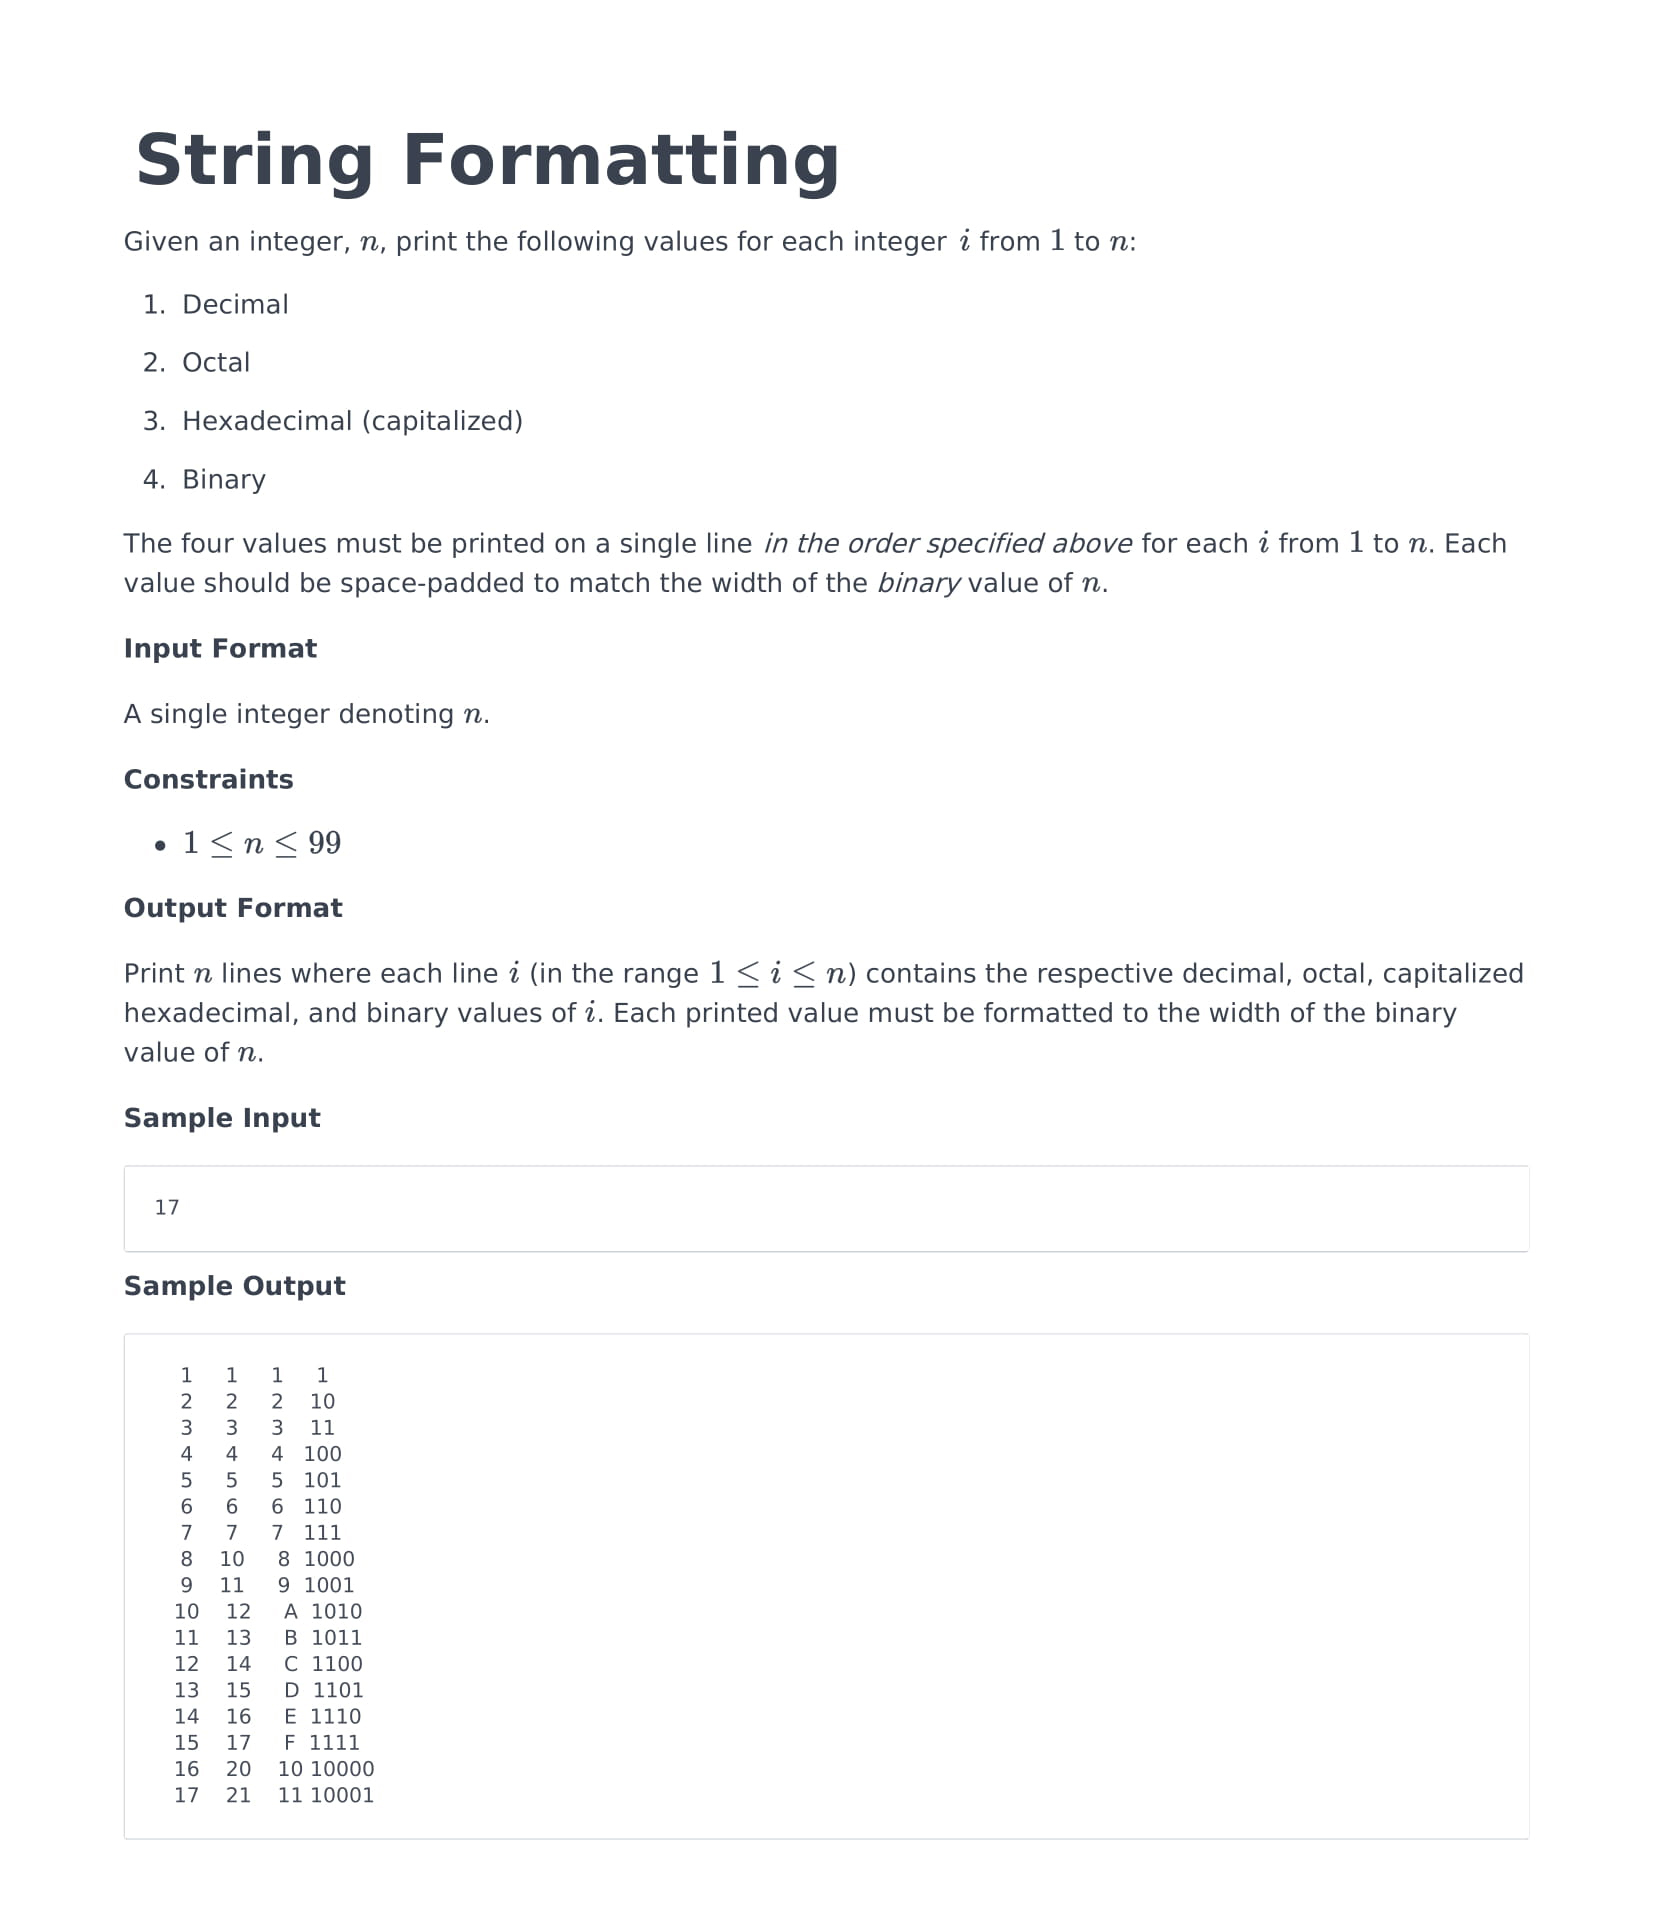 String Formatting
Given an integer, n, print the following values for each integer i from 1 to n:
1. Decimal
2. Octal
3. Hexadecimal (capitalized)
4. Binary
The four values must be printed on a single line in the order specified above for each i from 1 to n. Each
value should be space-padded to match the width of the binary value of n.
Input Format
A single integer denoting n.
Constraints
• 1 ≤ n ≤ 99
Output Format
Print n lines where each line i (in the range 1 ≤ i ≤ n) contains the respective decimal, octal, capitalized
hexadecimal, and binary values of i. Each printed value must be formatted to the width of the binary
value of n.
Sample Input
17
Sample Output
    1     1     1     1
    2     2     2    10
    3     3     3    11
    4     4     4   100
    5     5     5   101
    6     6     6   110
    7     7     7   111
    8    10     8  1000
    9    11     9  1001
   10    12     A  1010
   11    13     B  1011
   12    14     C  1100
   13    15     D  1101
   14    16     E  1110
   15    17     F  1111
   16    20    10 10000
   17    21    11 10001